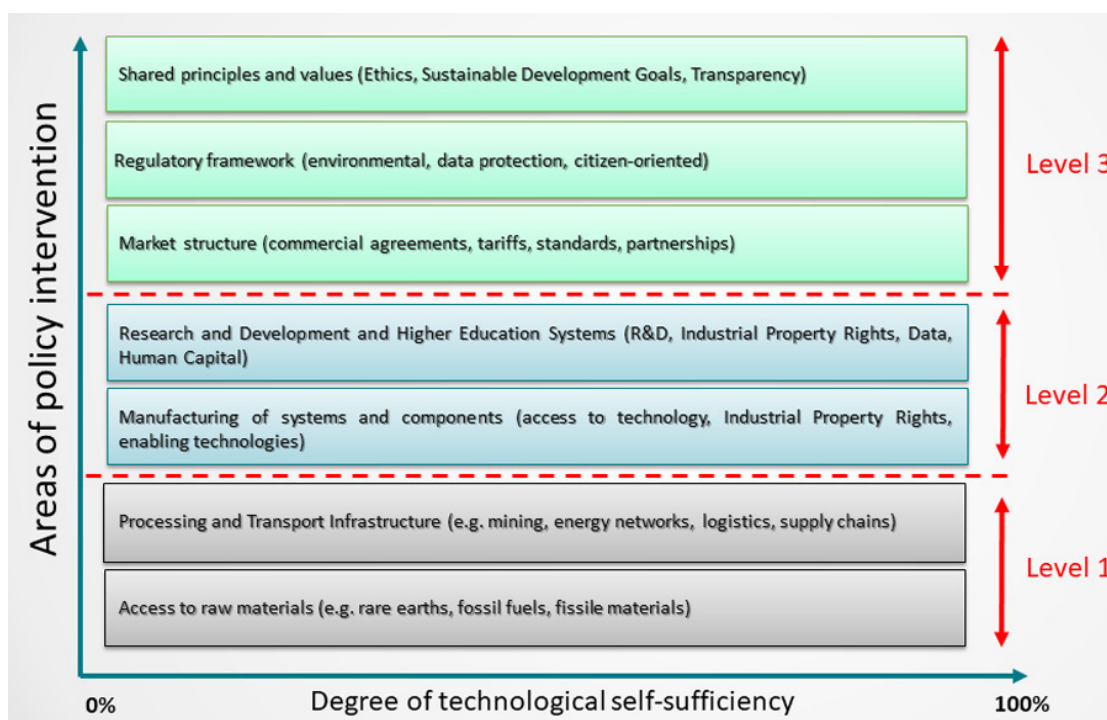 Areas of policy intervention
Shared principles and values (Ethics, Sustainable Development Goals, Transparency)
Regulatory framework (environmental, data protection, citizen-oriented)
Market structure (commercial agreements, tariffs, standards, partnerships)
Level 3
Research and Development and Higher Education Systems (R&D, Industrial Property Rights, Data,
Human Capital)
Manufacturing of systems and components (access to technology, Industrial Property Rights,
enabling technologies)
Level 2
Processing and Transport Infrastructure (e.g. mining, energy networks, logistics, supply chains)
Access to raw materials (e.g. rare earths, fossil fuels, fissile materials)
Level 1
0%
Degree of technological self-sufficiency
100%